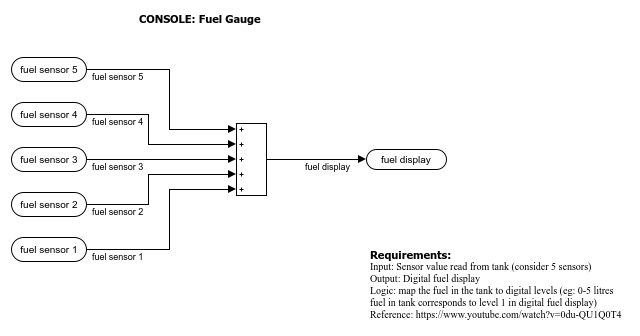 CONSOLE: Fuel Gauge
fuel sensor 5
fuel sensor 5
fuel sensor 4
fuel sensor 4
fuel sensor 3
fuel sensor 3
fuel sensor 2
fuel sensor 2
fuel sensor 1
fuel sensor 1
+
+
+
+
+
fuel display
fuel display
Requirements:
Input: Sensor value read from tank (consider 5 sensors)
Output: Digital fuel display
Logic: map the fuel in the tank to digital levels (eg: 0-5 litres
fuel in tank corresponds to level 1 in digital fuel display)
Reference: https://www.youtube.com/watch?v=0du-QU1Q0T4